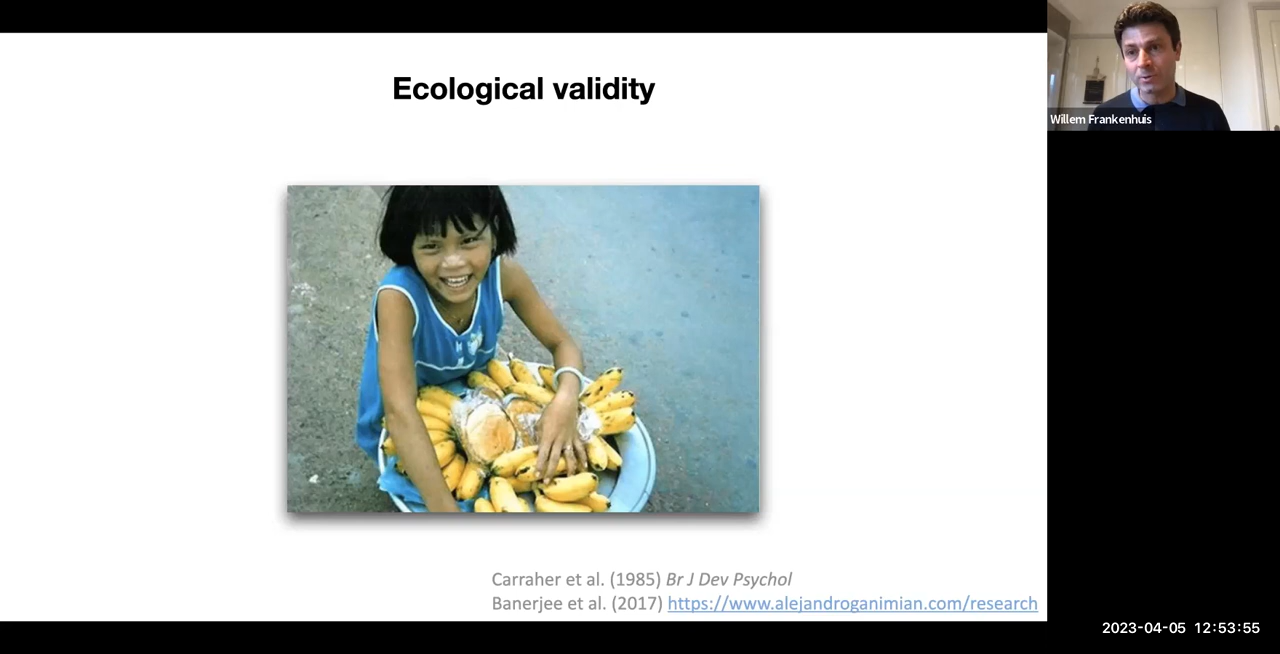 Ecological validity
Willem Frankenhuis
Carraher et al. (1985) Br J Dev Psychol
Banerjee et al. (2017) https://www.alejandroganimian.com/research
2023-04-05 12:53:55